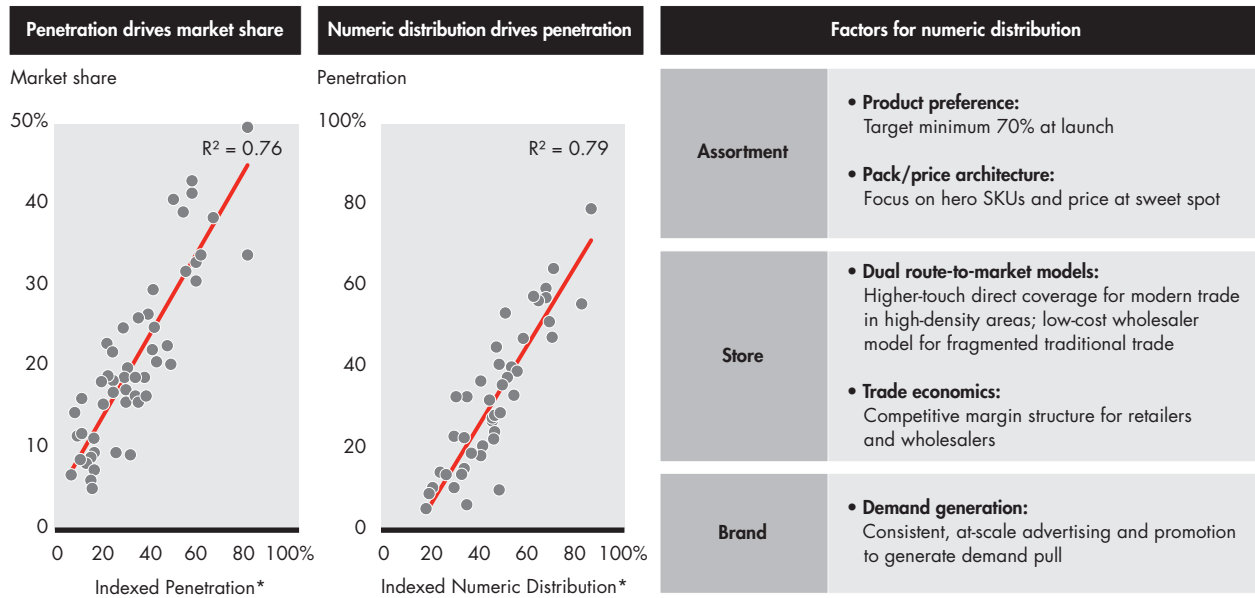 Penetration drives market share
Market share
50%
40
30
20
10
0
R² = 0.76
0 20 40 60 80 100%
Indexed Penetration*
Numeric distribution drives penetration
Penetration
100%
80
60
40
20
0
R² = 0.79
0 20 40 60 80 100%
Indexed Numeric Distribution*
Factors for numeric distribution
Assortment
• Product preference:
Target minimum 70% at launch
• Pack/price architecture:
Focus on hero SKUs and price at sweet spot
Store
• Dual route-to-market models:
Higher-touch direct coverage for modern trade
in high-density areas; low-cost wholesaler
model for fragmented traditional trade
• Trade economics:
Competitive margin structure for retailers
and wholesalers
Brand
• Demand generation:
Consistent, at-scale advertising and promotion
to generate demand pull